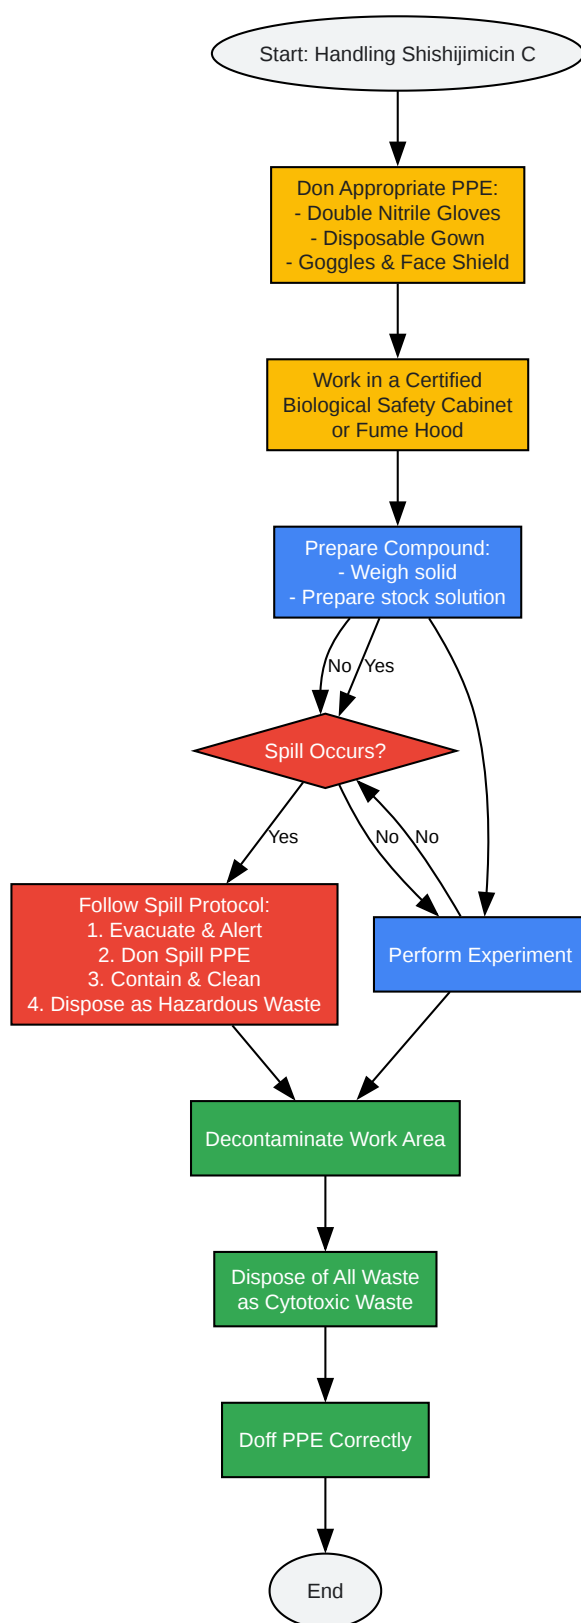 Start: Handling Shishijimicin C
Don Appropriate PPE:
- Double Nitrile Gloves
- Disposable Gown
- Goggles & Face Shield
Work in a Certified
Biological Safety Cabinet
or Fume Hood
Prepare Compound:
- Weigh solid
- Prepare stock solution
No
Yes
Spill Occurs?
Yes
No
No
Follow Spill Protocol:
1. Evacuate & Alert
2. Don Spill PPE
3. Contain & Clean
4. Dispose as Hazardous Waste
Perform Experiment
Decontaminate Work Area
Dispose of All Waste
as Cytotoxic Waste
Doff PPE Correctly
End